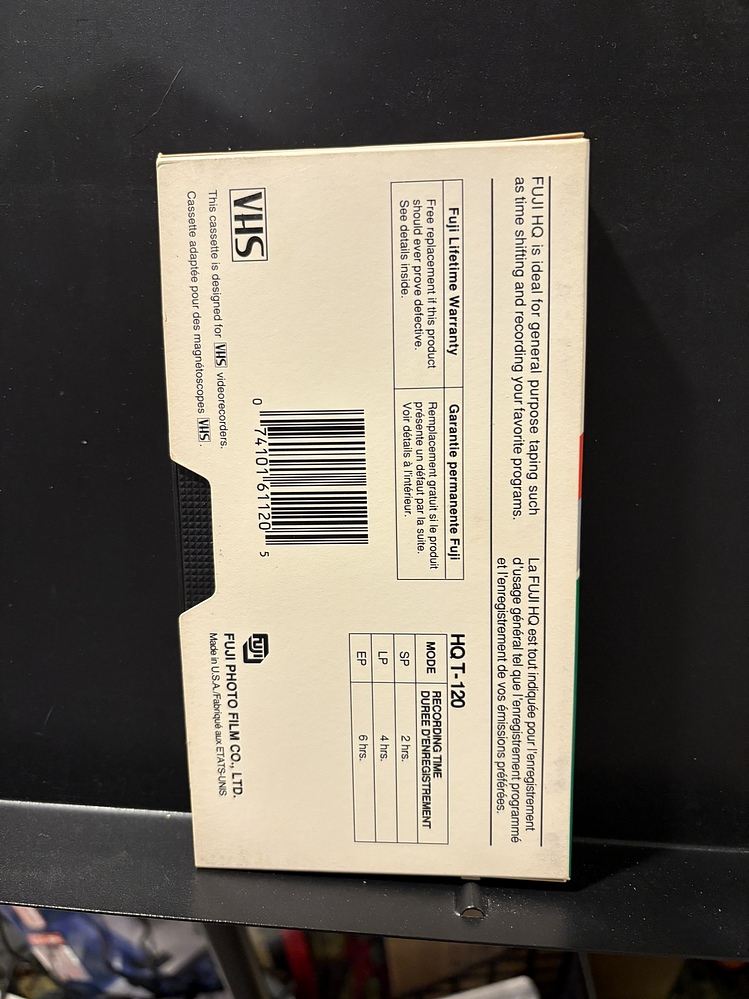 FUJI HQ is ideal for general purpose taping such
as time shifting and recording your favorite programs.
La FUJI HQ est tout indiquée pour l'enregistrement
d'usage général tel que l'enregistrement programmé
et l'enregistrement de vos émissions préférées.
Fuji Lifetime Warranty
Free replacement if this product
should ever prove defective.
See details inside.
Garantie permanente Fuji
Remplacement gratuit si le produit
présente un défaut par la suite.
Voir détails à l'intérieur.
HQ T-120
MODE
RECORDING TIME
DUREE D'ENREGISTREMENT
SP 2 hrs.
LP 4 hrs.
EP 6 hrs.
0 74101 61120 5
VHS
This cassette is designed for VHS videorecorders.
Cassette adaptée pour des magnétoscopes VHS.
FUJI
FUJI PHOTO FILM CO., LTD.
Made in U.S.A./Fabriqué aux ETATS-UNIS